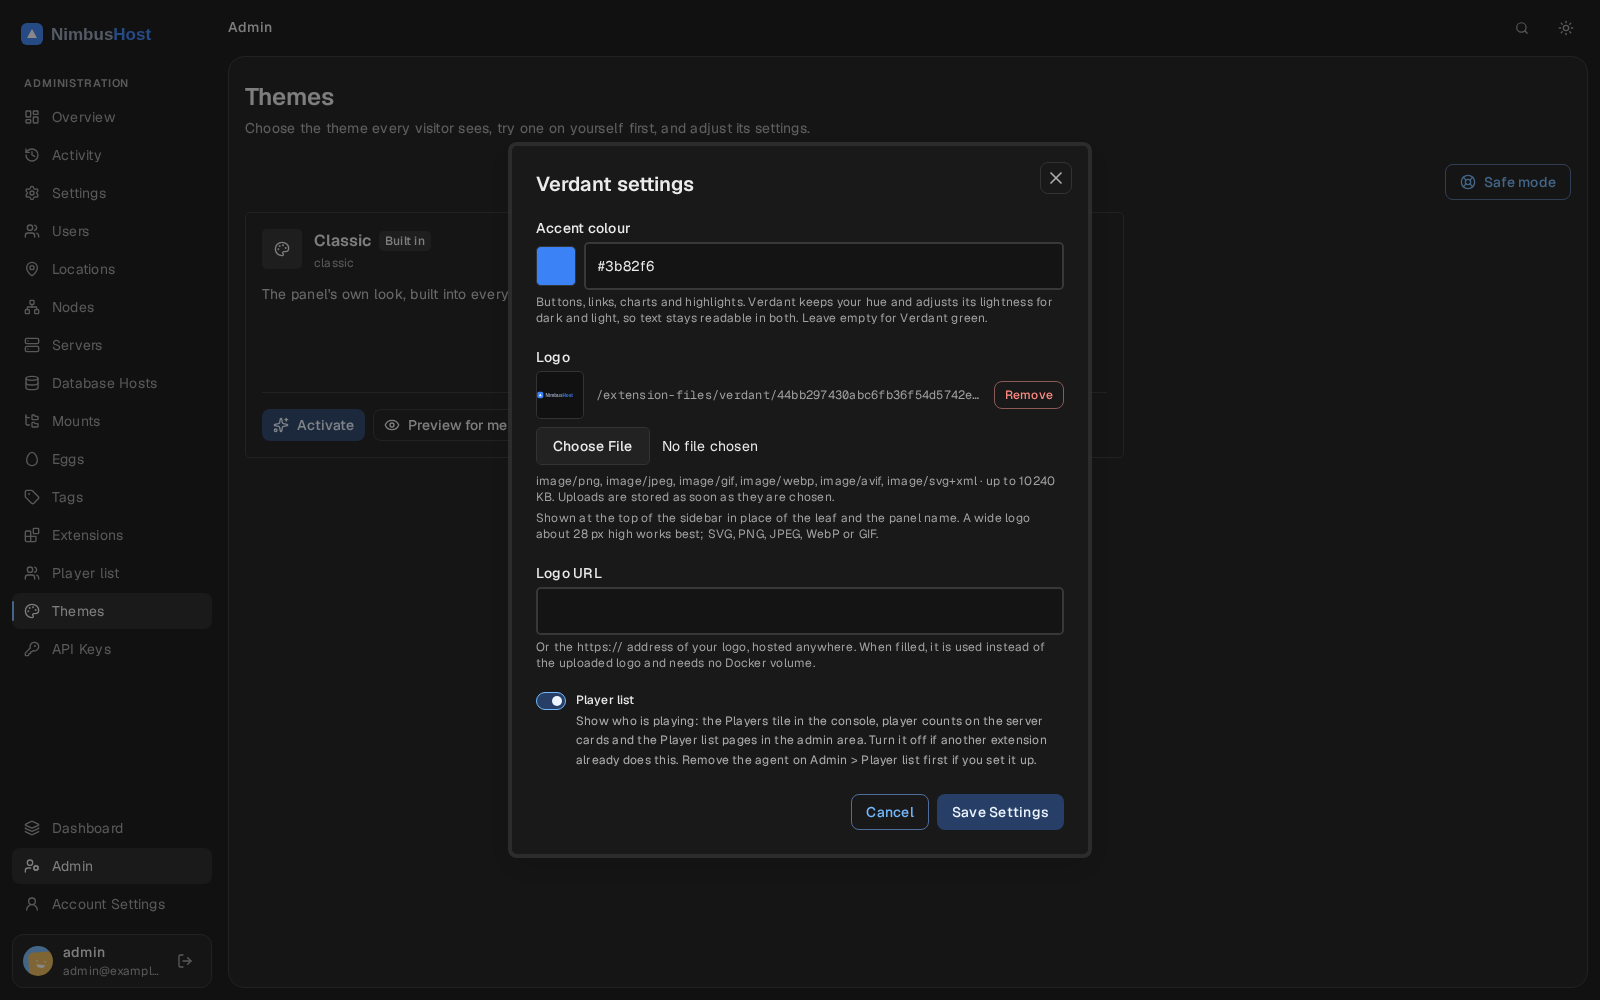 NimbusHost
Admin
ADMINISTRATION
Overview
Activity
Settings
Users
Locations
Nodes
Servers
Database Hosts
Mounts
Eggs
Tags
Extensions
Player list
Themes
API Keys
Dashboard
Admin
Account Settings
admin
admin@exampl…
Themes
Choose the theme every visitor sees, try one on yourself first, and adjust its settings.
Safe mode
Classic Built in
classic
The panel's own look, built into every
Activate
Preview for me
Verdant settings
Accent colour
#3b82f6
Buttons, links, charts and highlights. Verdant keeps your hue and adjusts its lightness for
dark and light, so text stays readable in both. Leave empty for Verdant green.
Logo
NimbusHost
/extension-files/verdant/44bb297430abc6fb36f54d5742e…
Remove
Choose File No file chosen
image/png, image/jpeg, image/gif, image/webp, image/avif, image/svg+xml · up to 10240
KB. Uploads are stored as soon as they are chosen.
Shown at the top of the sidebar in place of the leaf and the panel name. A wide logo
about 28 px high works best; SVG, PNG, JPEG, WebP or GIF.
Logo URL
Or the https:// address of your logo, hosted anywhere. When filled, it is used instead of
the uploaded logo and needs no Docker volume.
Player list
Show who is playing: the Players tile in the console, player counts on the server
cards and the Player list pages in the admin area. Turn it off if another extension
already does this. Remove the agent on Admin > Player list first if you set it up.
Cancel
Save Settings